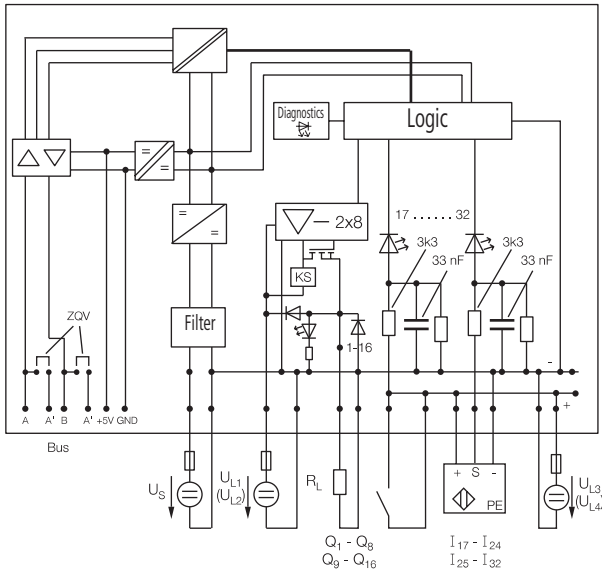 Diagnostics
Logic
=
=
=
=
2x8
17 ...... 32
3k3
33 nF
3k3
33 nF
KS
Filter
ZQV
1-16
-
+
A
A'
B
A'
+5V
GND
Bus
U_S
U_L1
(U_L2)
R_L
+ S -
PE
U_L3
(U_L4
Q_1 - Q_8
Q_9 - Q_16
I_17 - I_24
I_25 - I_32